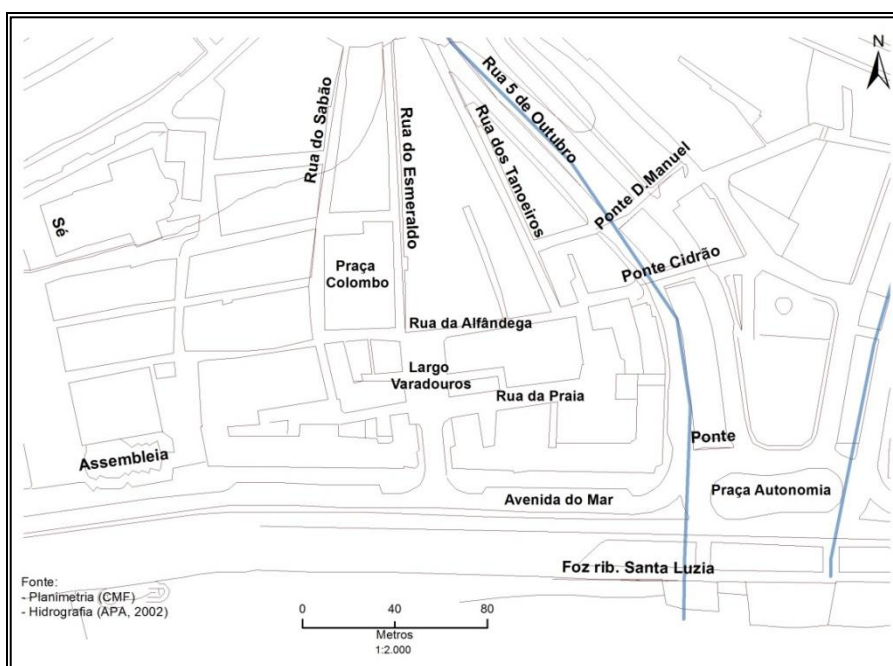 N
Rua do Sabão
Rua do Esmeraldo
Rua 5 de Outubro
Rua dos Tanoeiros
Ponte D.Manuel
Sé
Ponte Cidrão
Praça
Colombo
Rua da Alfândega
Largo
Varadouros
Rua da Praia
Ponte
Assembleia
Avenida do Mar
Praça Autonomia
Foz rib. Santa Luzia
Fonte:
- Planimetria (CMF)
- Hidrografia (APA, 2002)
0 40 80
Metros
1:2.000